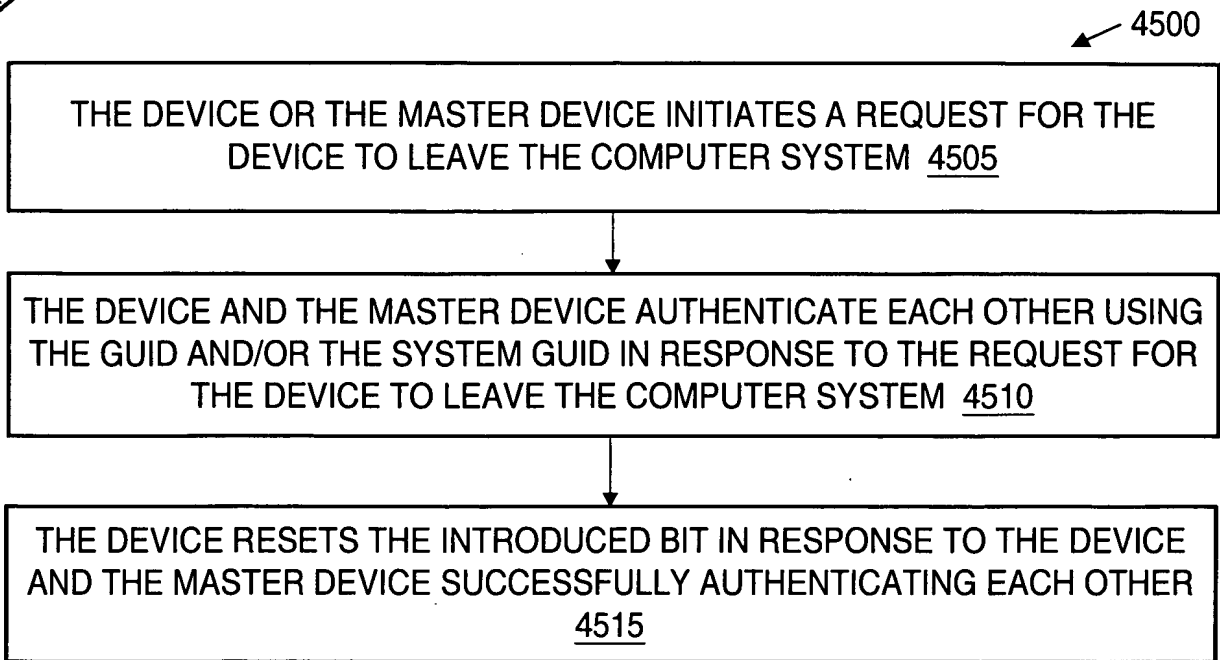 4500
THE DEVICE OR THE MASTER DEVICE INITIATES A REQUEST FOR THE
DEVICE TO LEAVE THE COMPUTER SYSTEM 4505
THE DEVICE AND THE MASTER DEVICE AUTHENTICATE EACH OTHER USING
THE GUID AND/OR THE SYSTEM GUID IN RESPONSE TO THE REQUEST FOR
THE DEVICE TO LEAVE THE COMPUTER SYSTEM 4510
THE DEVICE RESETS THE INTRODUCED BIT IN RESPONSE TO THE DEVICE
AND THE MASTER DEVICE SUCCESSFULLY AUTHENTICATING EACH OTHER
4515